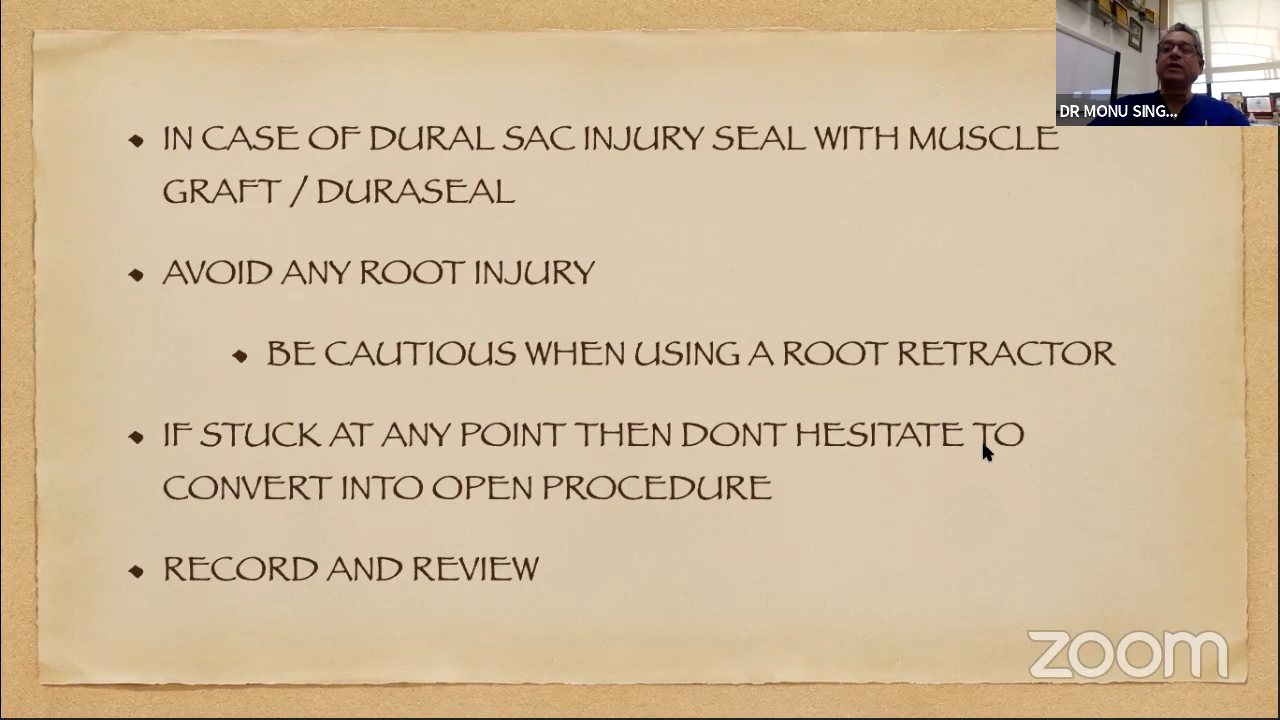 DR MONU SING...
• IN CASE OF DURAL SAC INJURY SEAL WITH MUSCLE
GRAFT / DURASEAL
• AVOID ANY ROOT INJURY
• BE CAUTIOUS WHEN USING A ROOT RETRACTOR
• IF STUCK AT ANY POINT THEN DONT HESITATE TO
CONVERT INTO OPEN PROCEDURE
• RECORD AND REVIEW
zoom